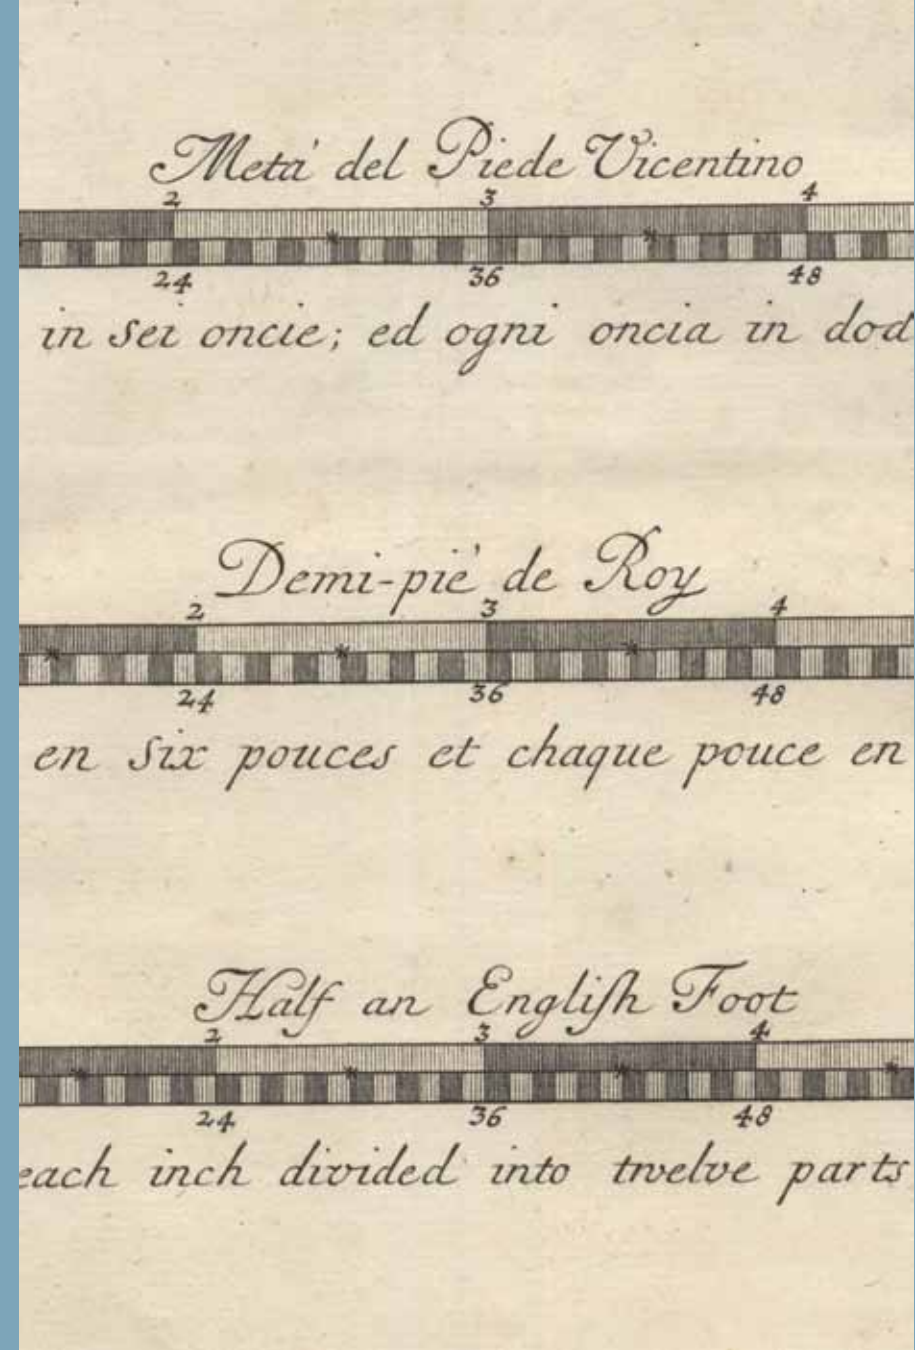 Metá del Piede Vicentino
2 3 4
24 36 48
in sei oncie; ed ogni oncia in dod
Demi-pié de Roy
2 3 4
24 36 48
en six pouces et chaque pouce en
Half an Engliſh Foot
2 3 4
24 36 48
each inch divided into twelve parts